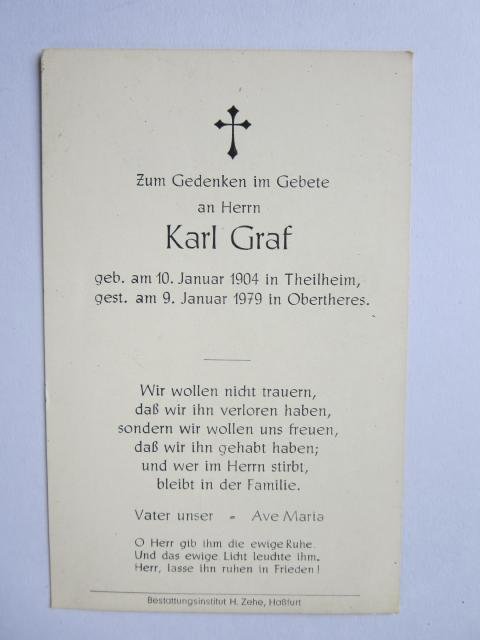 Zum Gedenken im Gebete
an Herrn
Karl Graf
geb. am 10. Januar 1904 in Theilheim,
gest. am 9. Januar 1979 in Obertheres.
Wir wollen nicht trauern,
daß wir ihn verloren haben,
sondern wir wollen uns freuen,
daß wir ihn gehabt haben;
und wer im Herrn stirbt,
bleibt in der Familie.
Vater unser - Ave Maria
O Herr gib ihm die ewige Ruhe.
Und das ewige Licht leuchte ihm.
Herr, lasse ihn ruhen in Frieden!
Bestattungsinstitut H. Zehe, Haßfurt